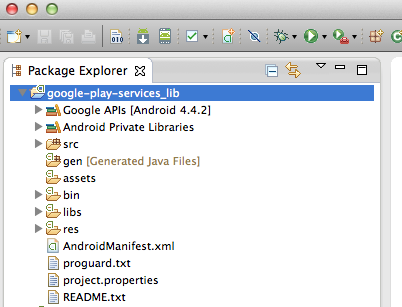 Package Explorer
google-play-services_lib
Google APIs [Android 4.4.2]
Android Private Libraries
src
gen [Generated Java Files]
assets
bin
libs
res
AndroidManifest.xml
proguard.txt
project.properties
README.txt